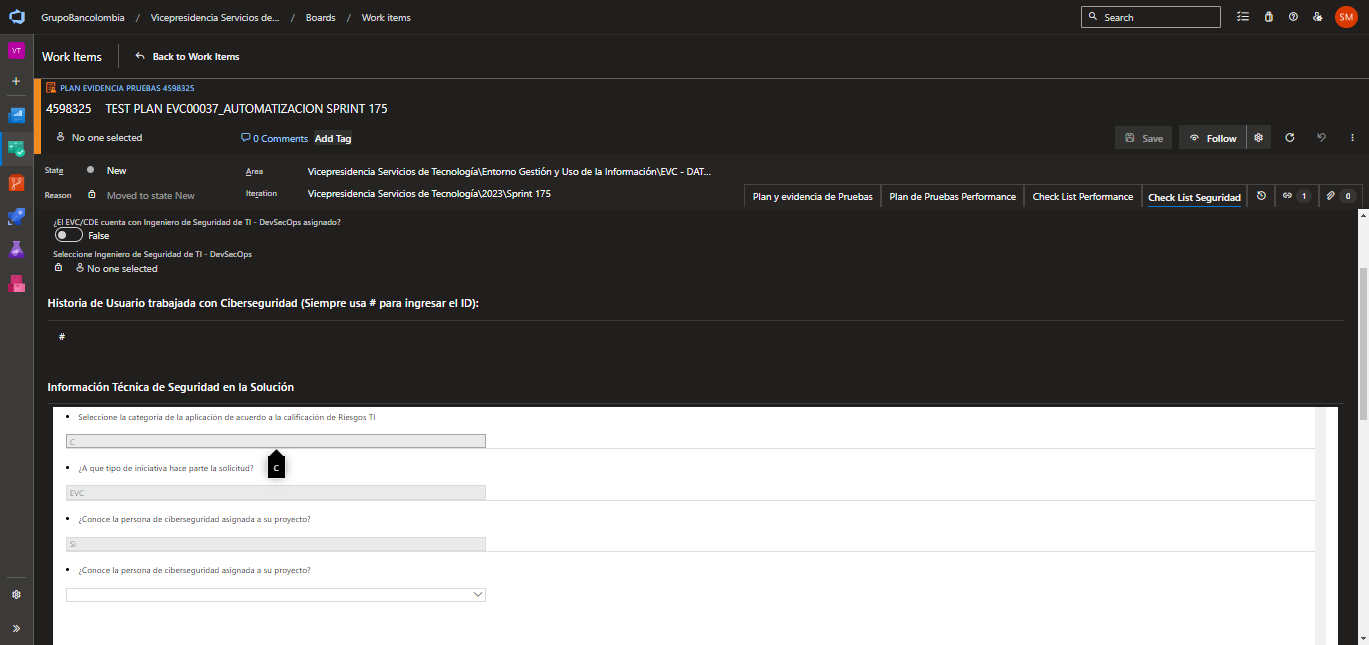 GrupoBancolombia / Vicepresidencia Servicios de... / Boards / Work items
Search
SM
VT
Work Items
Back to Work Items
PLAN EVIDENCIA PRUEBAS 4598325
4598325 TEST PLAN EVC00037_AUTOMATIZACION SPRINT 175
No one selected
0 Comments
Add Tag
Save
Follow
State
New
Area
Vicepresidencia Servicios de Tecnología\Entorno Gestión y Uso de la Información\EVC - DAT...
Reason
Moved to state New
Iteration
Vicepresidencia Servicios de Tecnología\2023\Sprint 175
Plan y evidencia de Pruebas
Plan de Pruebas Performance
Check List Performance
Check List Seguridad
1
0
¿El EVC/CDE cuenta con Ingeniero de Seguridad de TI - DevSecOps asignado?
False
Seleccione Ingeniero de Seguridad de TI - DevSecOps
No one selected
Historia de Usuario trabajada con Ciberseguridad (Siempre usa # para ingresar el ID):
#
Información Técnica de Seguridad en la Solución
• Seleccione la categoria de la aplicación de acuerdo a la calificación de Riesgos TI
C
C
• ¿A que tipo de iniciativa hace parte la solicitud?
EVC
• ¿Conoce la persona de ciberseguridad asignada a su proyecto?
Si
• ¿Conoce la persona de ciberseguridad asignada a su proyecto?